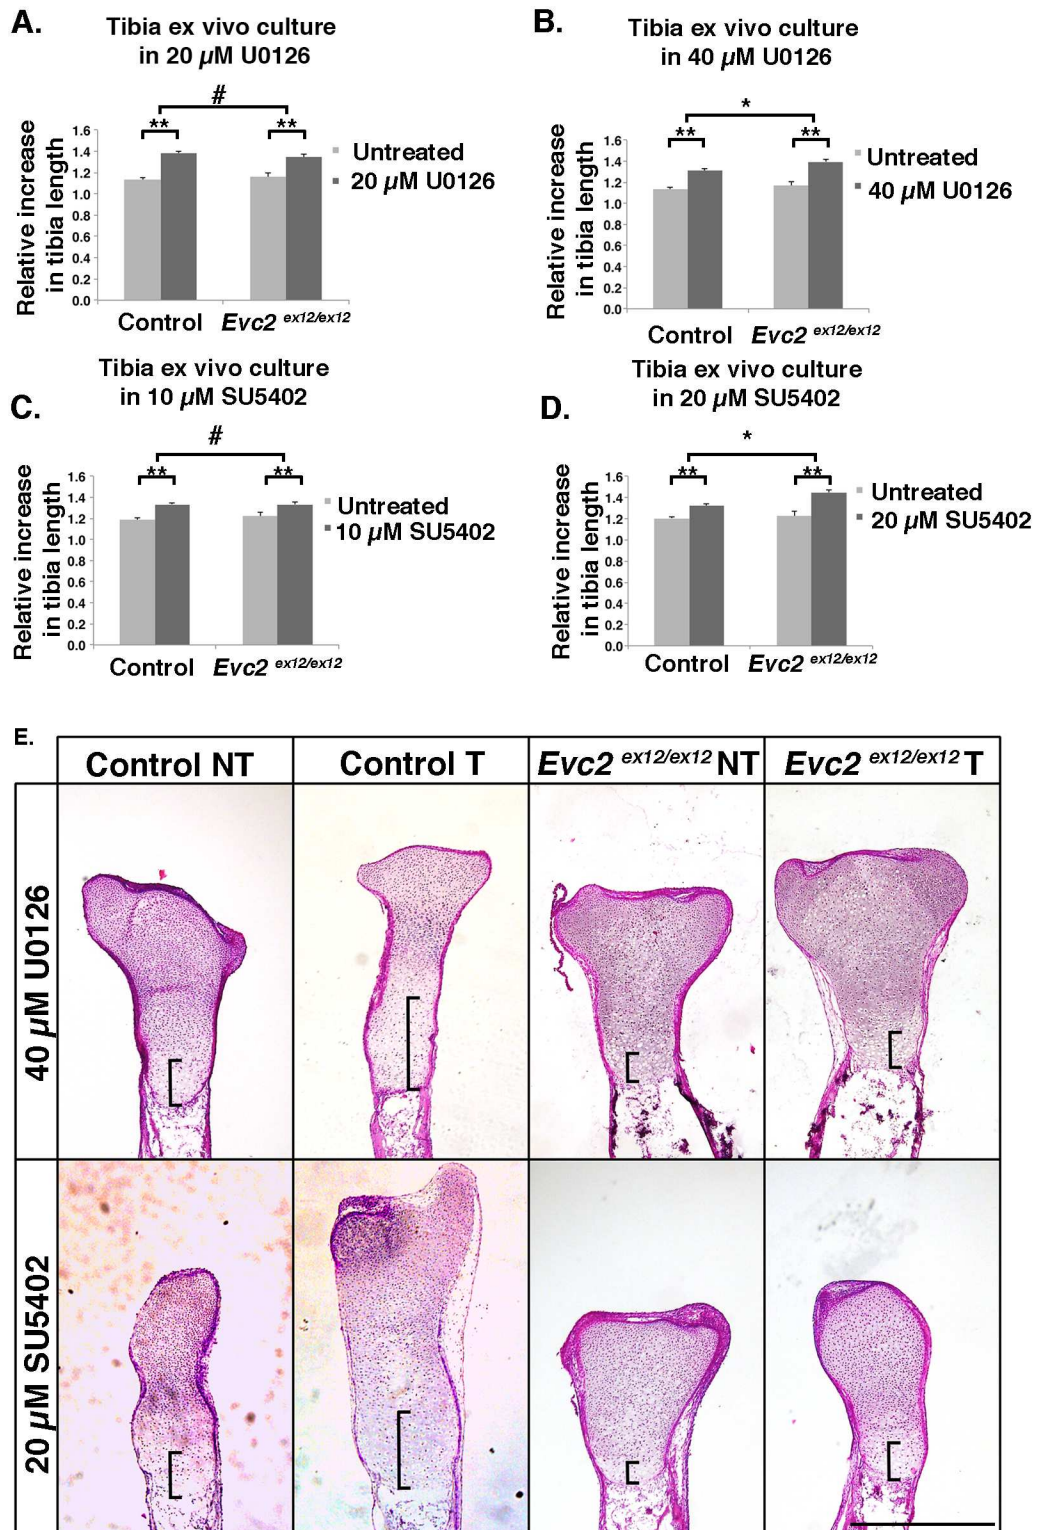 A.
Tibia ex vivo culture
in 20 µM U0126
#
** **
1.6
1.4
1.2
1.0
0.8
0.6
0.4
0.2
0.0
Relative increase
in tibia length
Untreated
20 µM U0126
Control Evc2 ex12/ex12
B.
Tibia ex vivo culture
in 40 µM U0126
*
** **
1.6
1.4
1.2
1.0
0.8
0.6
0.4
0.2
0.0
Relative increase
in tibia length
Untreated
40 µM U0126
Control Evc2 ex12/ex12
C.
Tibia ex vivo culture
in 10 µM SU5402
#
** **
1.6
1.4
1.2
1.0
0.8
0.6
0.4
0.2
0.0
Relative increase
in tibia length
Untreated
10 µM SU5402
Control Evc2 ex12/ex12
D.
Tibia ex vivo culture
in 20 µM SU5402
*
** **
1.6
1.4
1.2
1.0
0.8
0.6
0.4
0.2
0.0
Relative increase
in tibia length
Untreated
20 µM SU5402
Control Evc2 ex12/ex12
E.
Control NT Control T Evc2 ex12/ex12 NT Evc2 ex12/ex12 T
40 µM U0126
20 µM SU5402